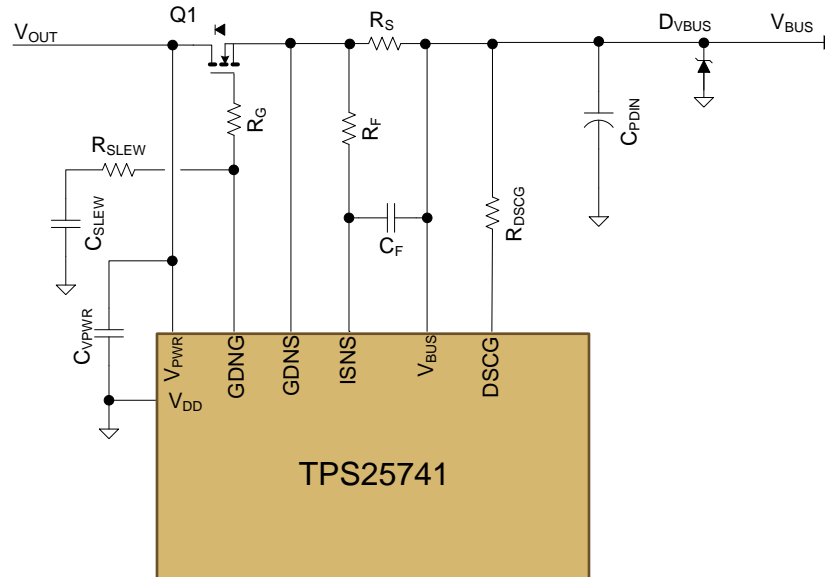 Q1
RS
DVBUS
VBUS
VOUT
RG
RF
CPDIN
RSLEW
CSLEW
CF
RDSCG
CVPWR
VPWR
GDNG
GDNS
ISNS
VBUS
DSCG
VDD
TPS25741